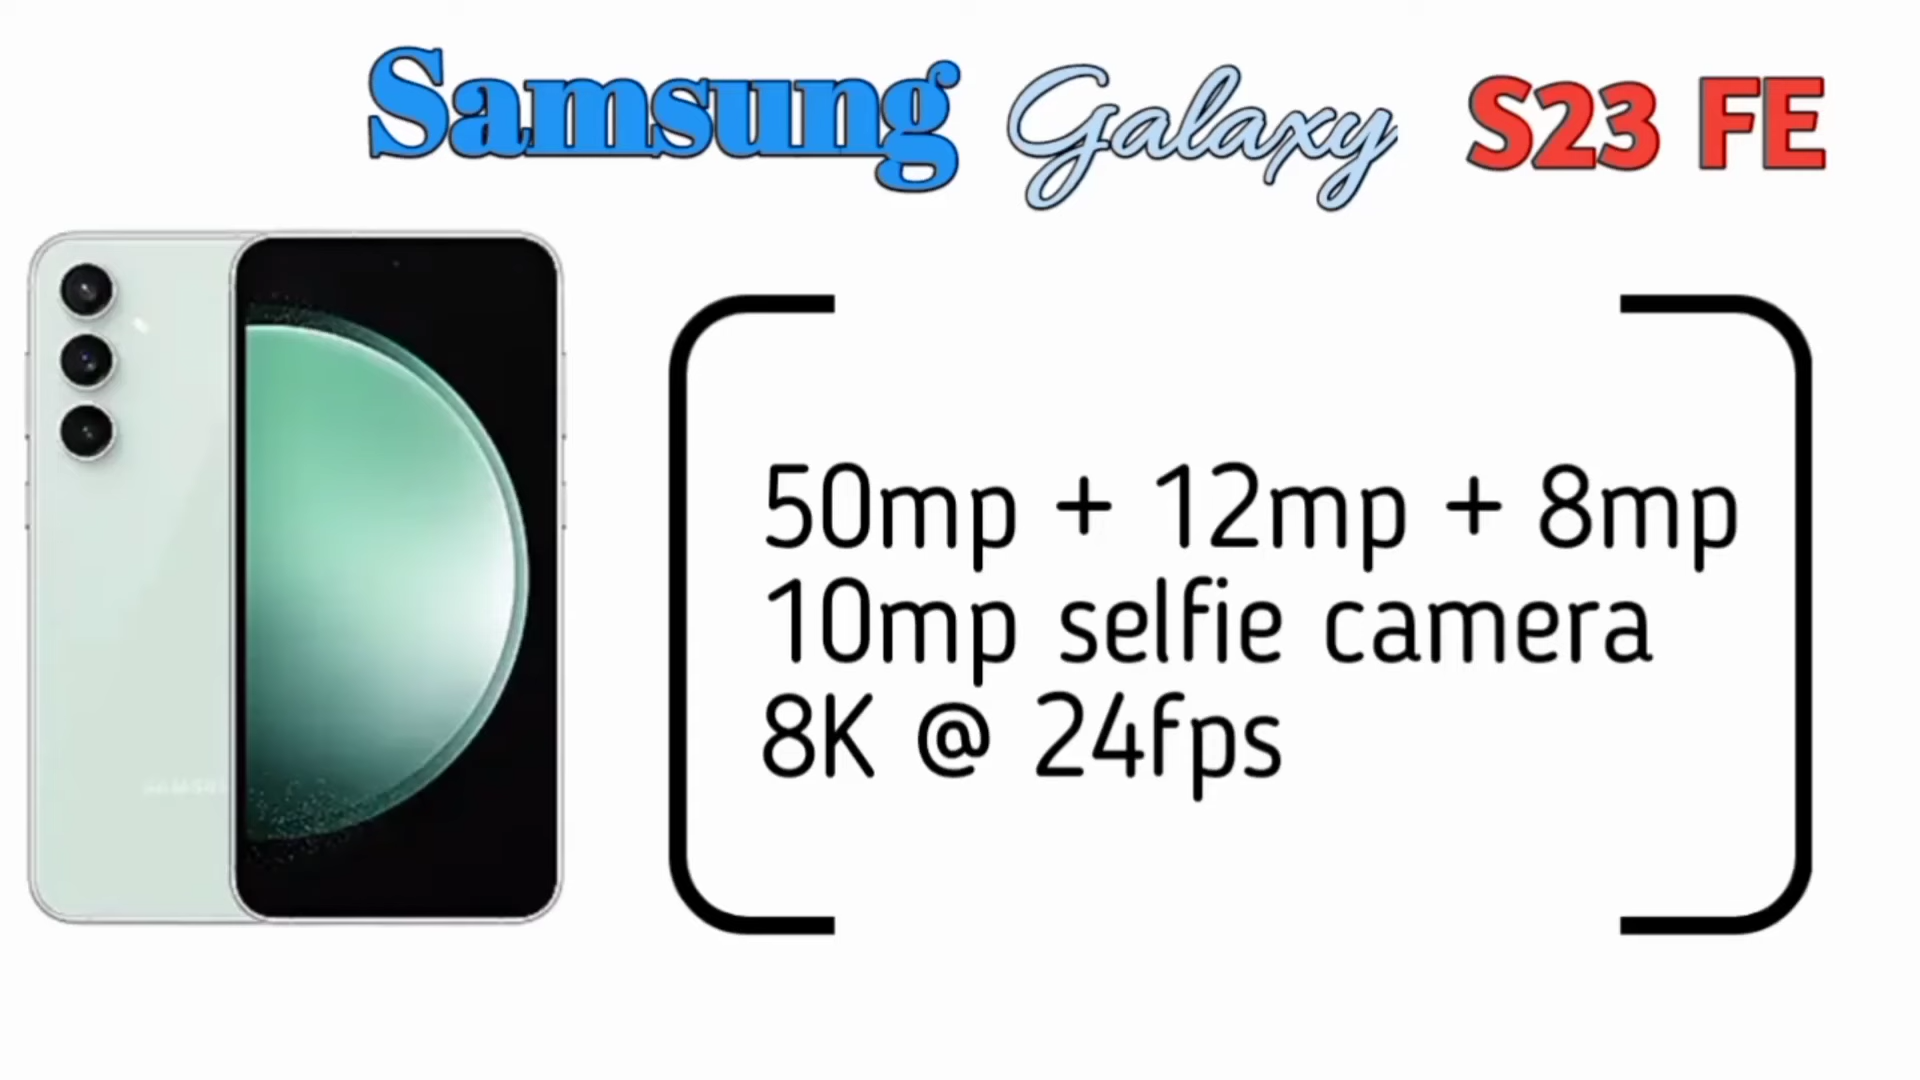 Samsung Galaxy S23 FE
50mp + 12mp + 8mp
10mp selfie camera
8K @ 24fps